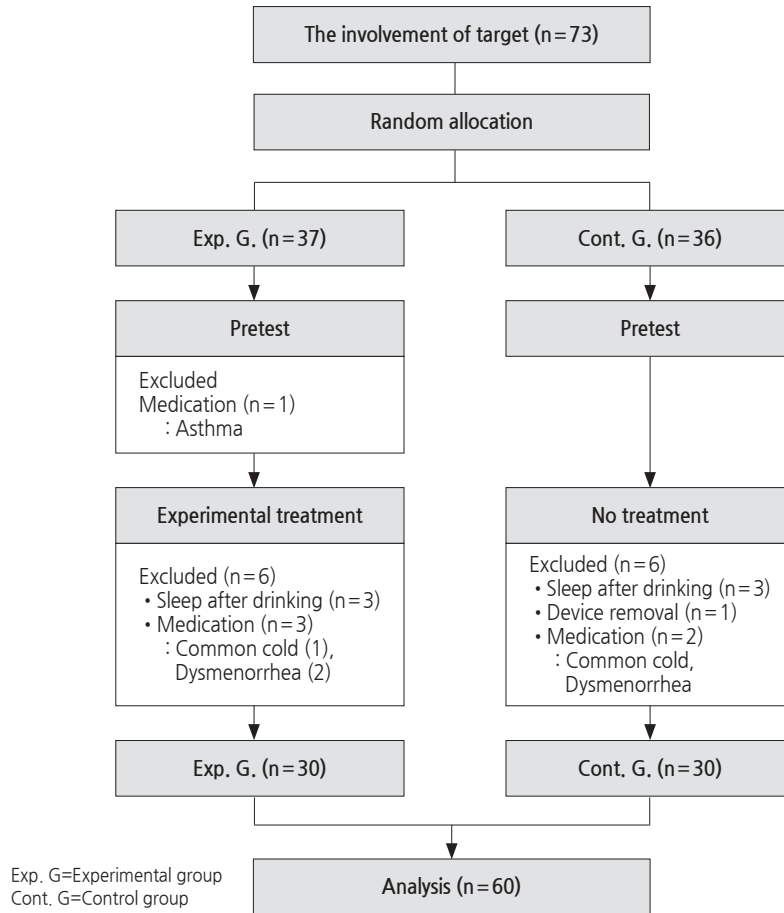 The involvement of target (n=73)
Random allocation
Exp. G. (n=37)
Cont. G. (n=36)
Pretest
Pretest
Excluded
Medication (n=1)
: Asthma
Experimental treatment
No treatment
Excluded (n=6)
• Sleep after drinking (n=3)
• Medication (n=3)
: Common cold (1),
Dysmenorrhea (2)
Excluded (n=6)
• Sleep after drinking (n=3)
• Device removal (n=1)
• Medication (n=2)
: Common cold,
Dysmenorrhea
Exp. G. (n=30)
Cont. G. (n=30)
Analysis (n=60)
Exp. G=Experimental group
Cont. G=Control group